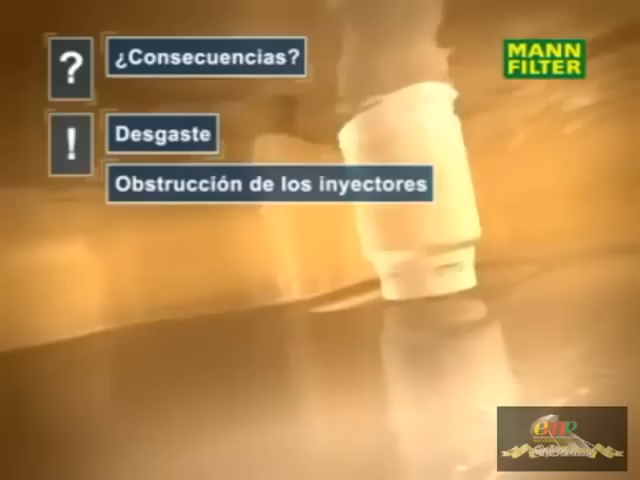 ?
¿Consecuencias?
!
Desgaste
Obstrucción de los inyectores
MANN
FILTER